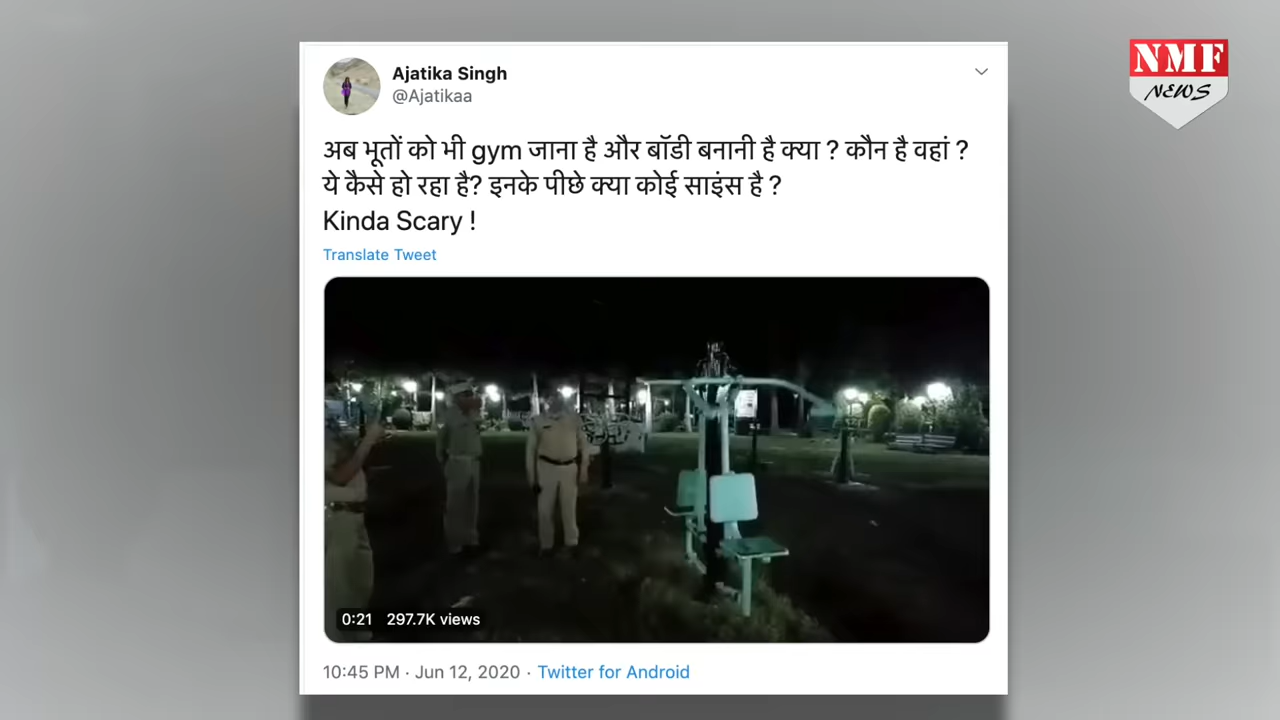 NMF
NEWS
Ajatika Singh
@Ajatikaa
अब भूतों को भी gym जाना है और बॉडी बनानी है क्या ? कौन है वहां ?
ये कैसे हो रहा है? इनके पीछे क्या कोई साइंस है ?
Kinda Scary !
Translate Tweet
0:21 297.7K views
10:45 PM · Jun 12, 2020 · Twitter for Android